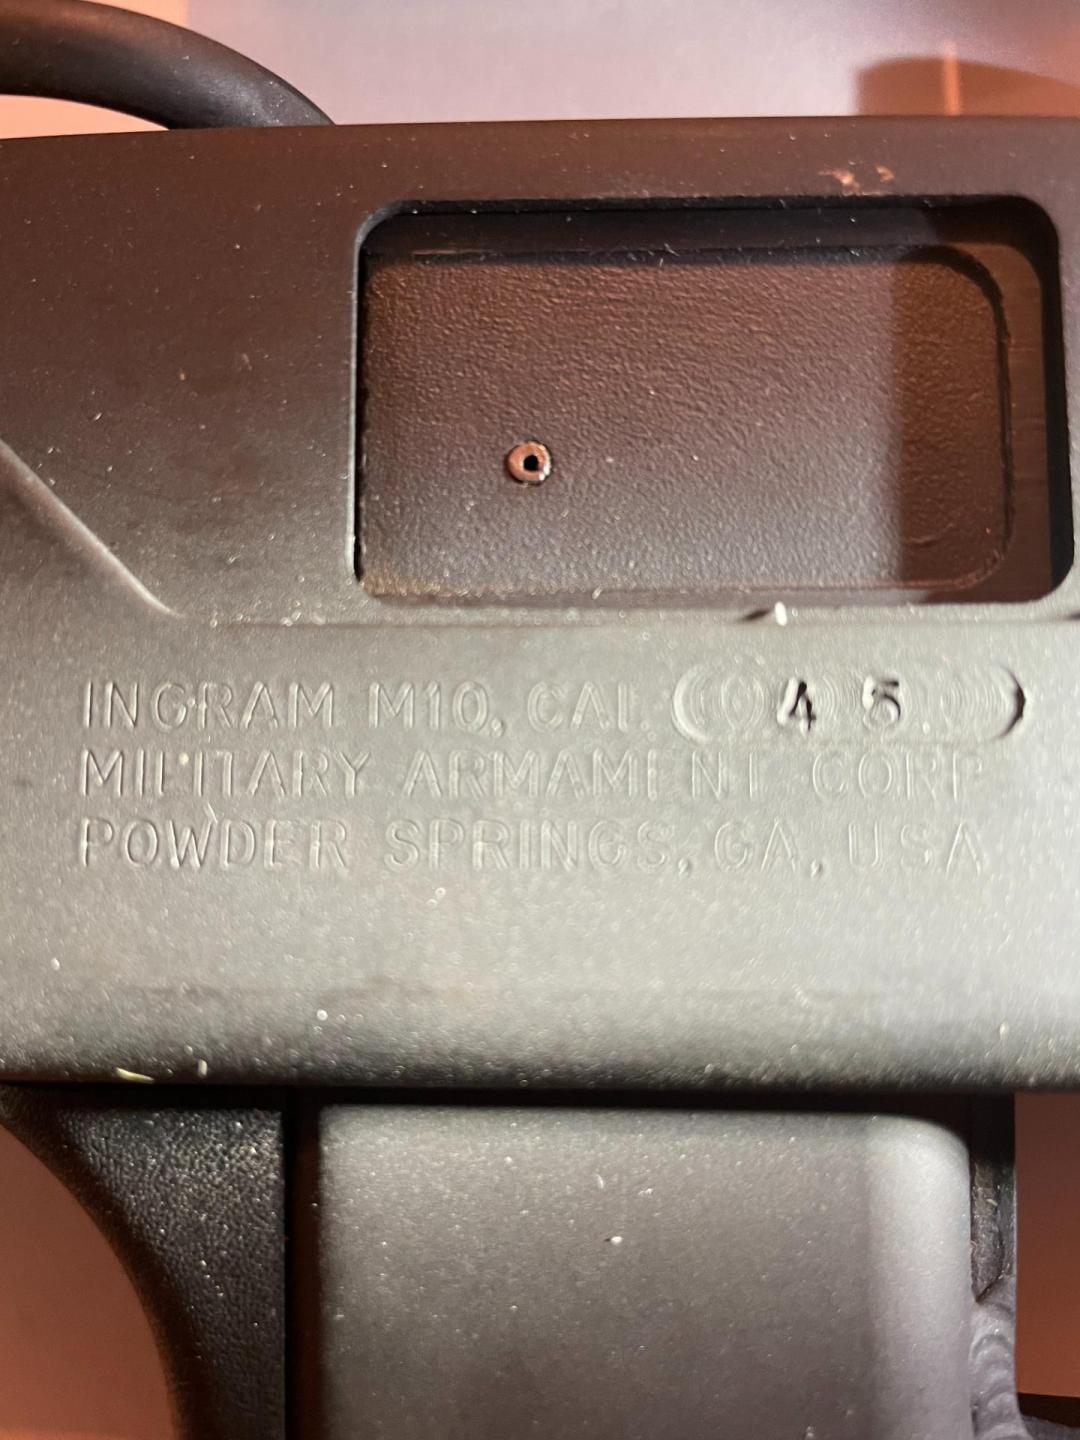 INGRAM M10, CAL. 45
MILITARY ARMAMENT CORP
POWDER SPRINGS, GA, USA